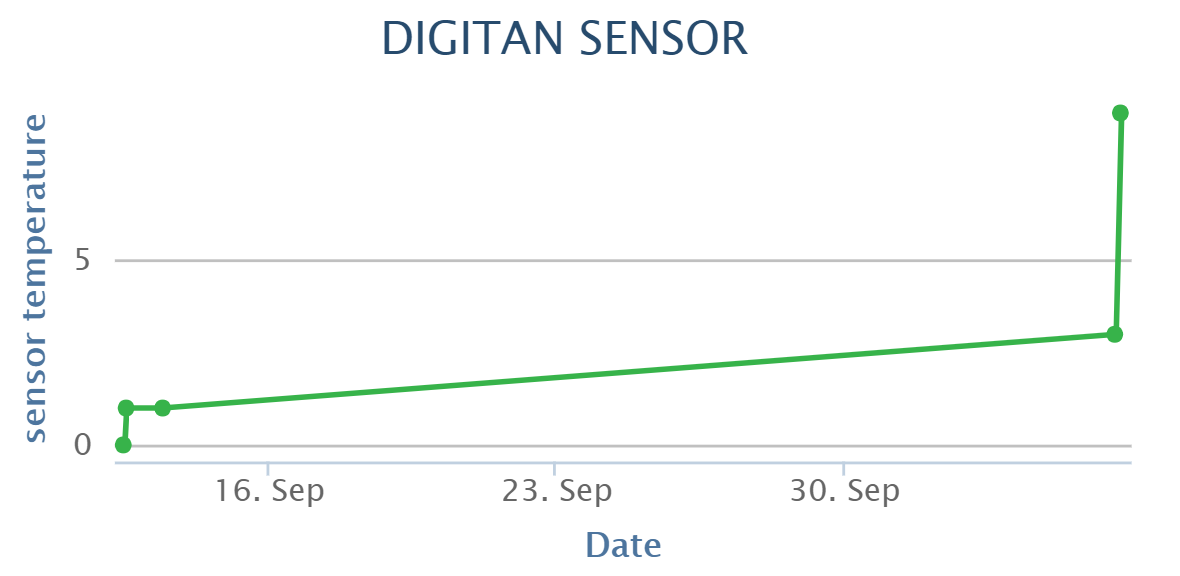 DIGITAN SENSOR
sensor temperature
5
0
16. Sep
23. Sep
30. Sep
Date